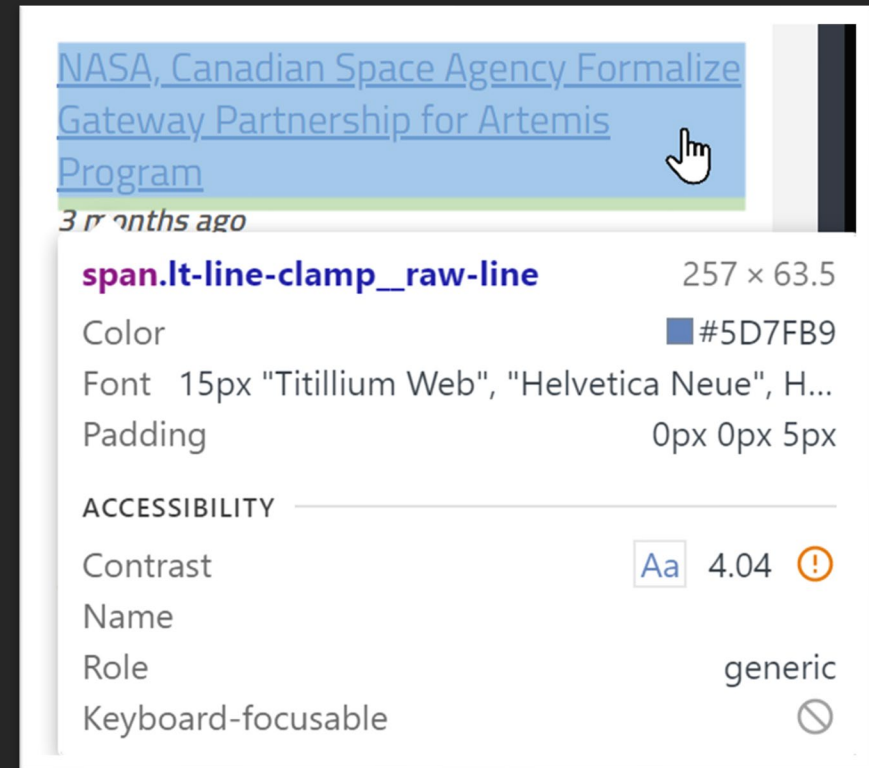 NASA, Canadian Space Agency Formalize
Gateway Partnership for Artemis
Program
3 months ago
span.lt-line-clamp__raw-line 257 × 63.5
Color #5D7FB9
Font 15px "Titillium Web", "Helvetica Neue", H...
Padding 0px 0px 5px
ACCESSIBILITY
Contrast Aa 4.04
Name
Role generic
Keyboard-focusable